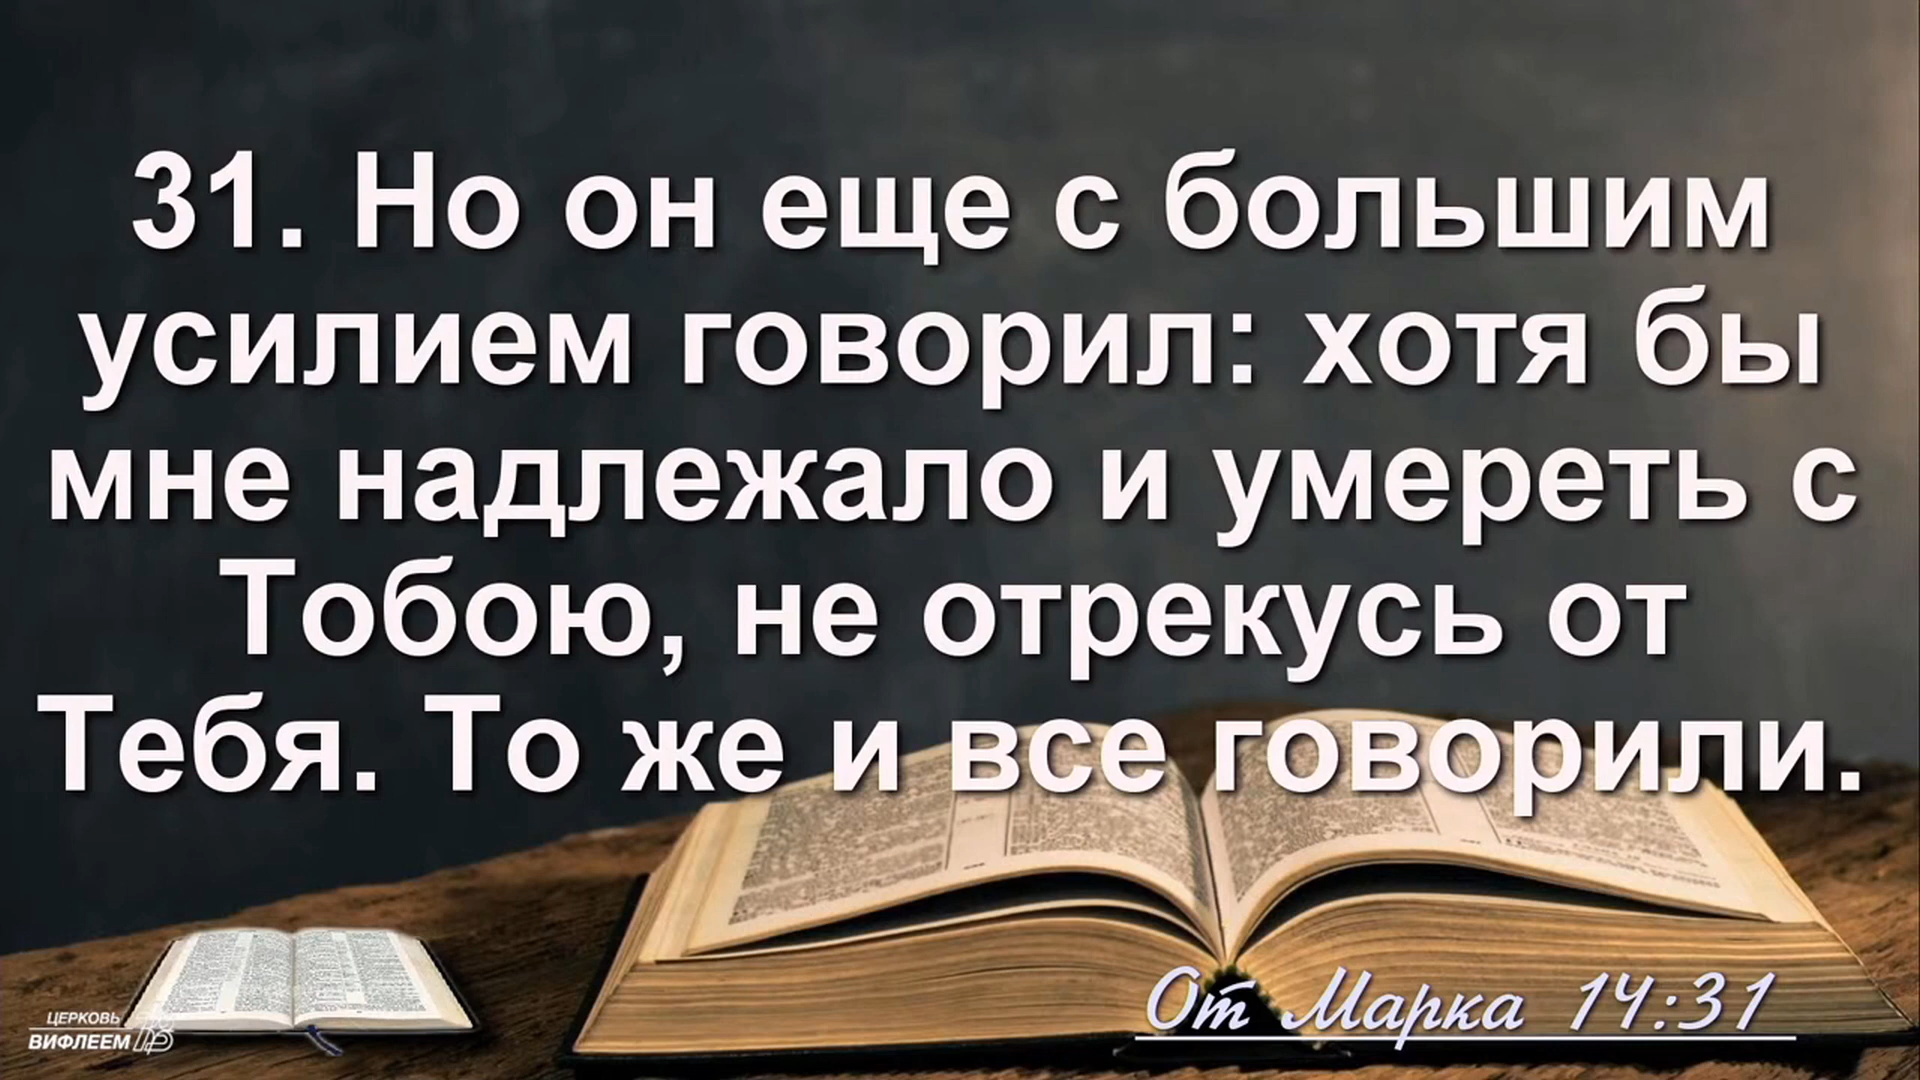 31. Но он еще с большим
усилием говорил: хотя бы
мне надлежало и умереть с
Тобою, не отрекусь от
Тебя. То же и все говорили.
От Марка 14:31
ЦЕРКОВЬ
ВИФЛЕЕМ